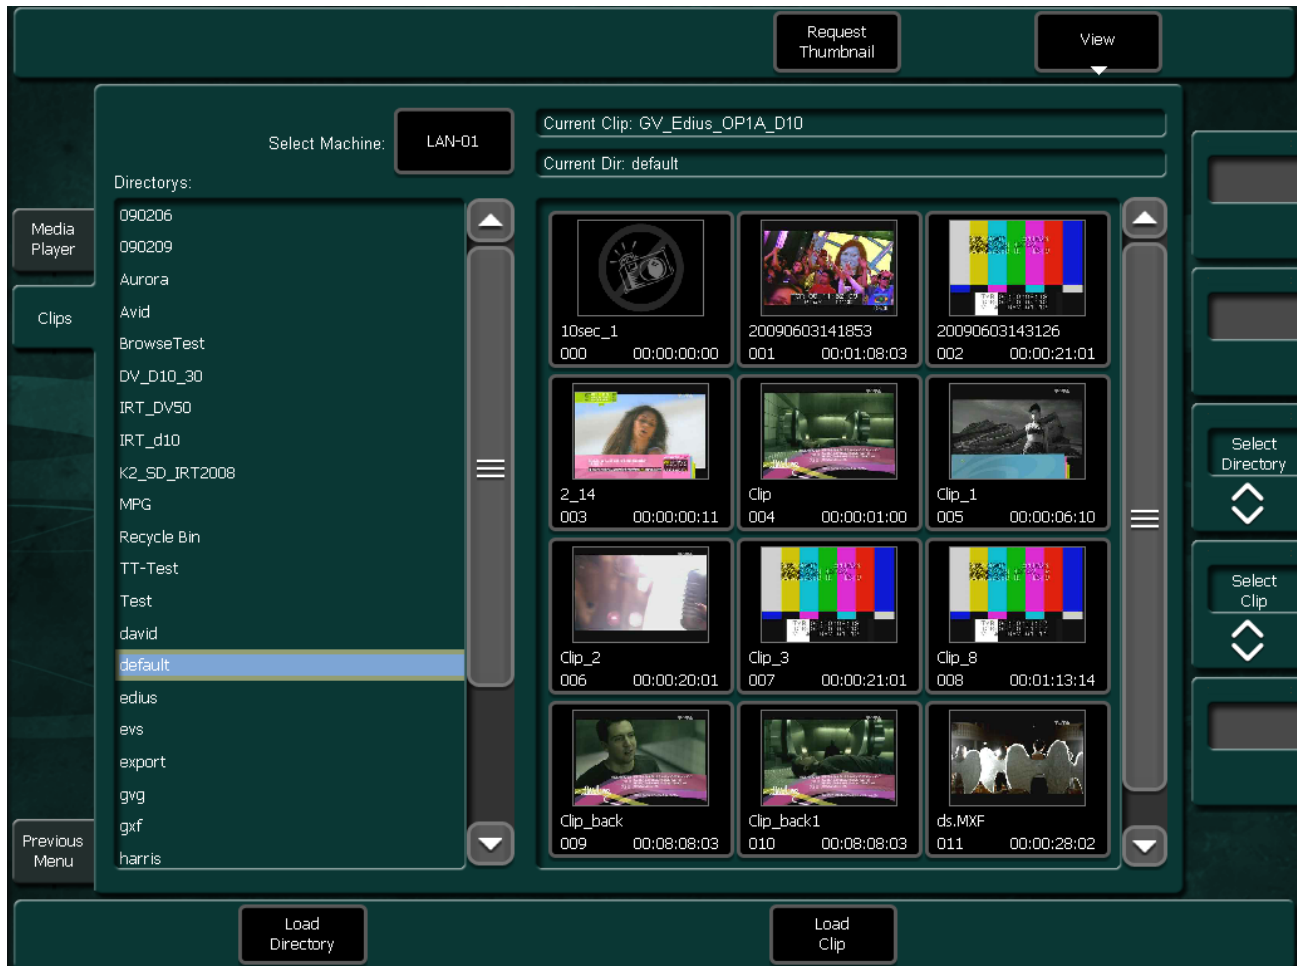 Request
Thumbnail
View
Select Machine:
LAN-01
Current Clip: GV_Edius_OP1A_D10
Current Dir: default
Directorys:
090206
090209
Aurora
Avid
BrowseTest
DV_D10_30
IRT_DV50
IRT_d10
K2_SD_IRT2008
MPG
Recycle Bin
TT-Test
Test
david
default
edius
evs
export
gvg
gxf
harris
Media
Player
Clips
Previous
Menu
10sec_1
000 00:00:00:00
20090603141853
001 00:01:08:03
20090603143126
002 00:00:21:01
2_14
003 00:00:00:11
Clip
004 00:00:01:00
Clip_1
005 00:00:06:10
Clip_2
006 00:00:20:01
Clip_3
007 00:00:21:01
Clip_8
008 00:01:13:14
Clip_back
009 00:08:08:03
Clip_back1
010 00:08:08:03
ds.MXF
011 00:00:28:02
Select
Directory
Select
Clip
Load
Directory
Load
Clip